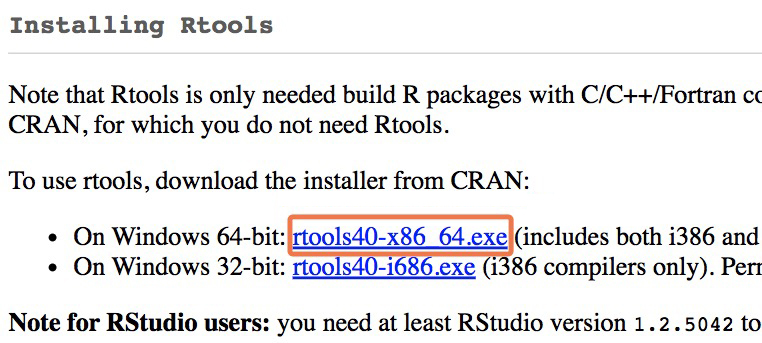 Installing Rtools
Note that Rtools is only needed build R packages with C/C++/Fortran co
CRAN, for which you do not need Rtools.
To use rtools, download the installer from CRAN:
• On Windows 64-bit: rtools40-x86_64.exe (includes both i386 and
• On Windows 32-bit: rtools40-i686.exe (i386 compilers only). Per
Note for RStudio users: you need at least RStudio version 1.2.5042 to